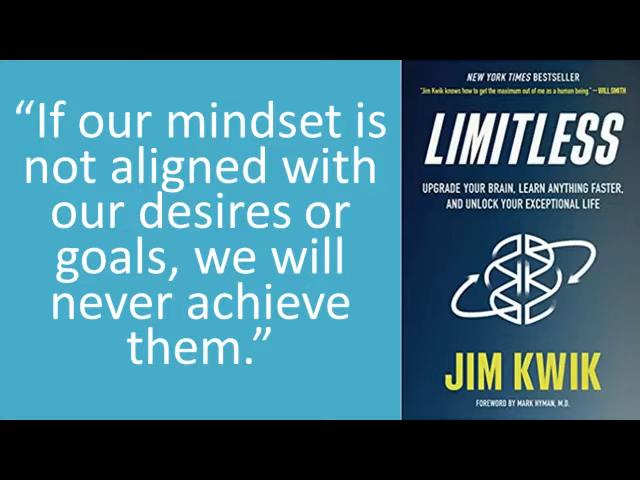 “If our mindset is
not aligned with
our desires or
goals, we will
never achieve
them.”
NEW YORK TIMES BESTSELLER
"Jim Kwik knows how to get the maximum out of me as a human being." — WILL SMITH
LIMITLESS
UPGRADE YOUR BRAIN, LEARN ANYTHING FASTER,
AND UNLOCK YOUR EXCEPTIONAL LIFE
JIM KWIK
FOREWORD BY MARK HYMAN, M.D.